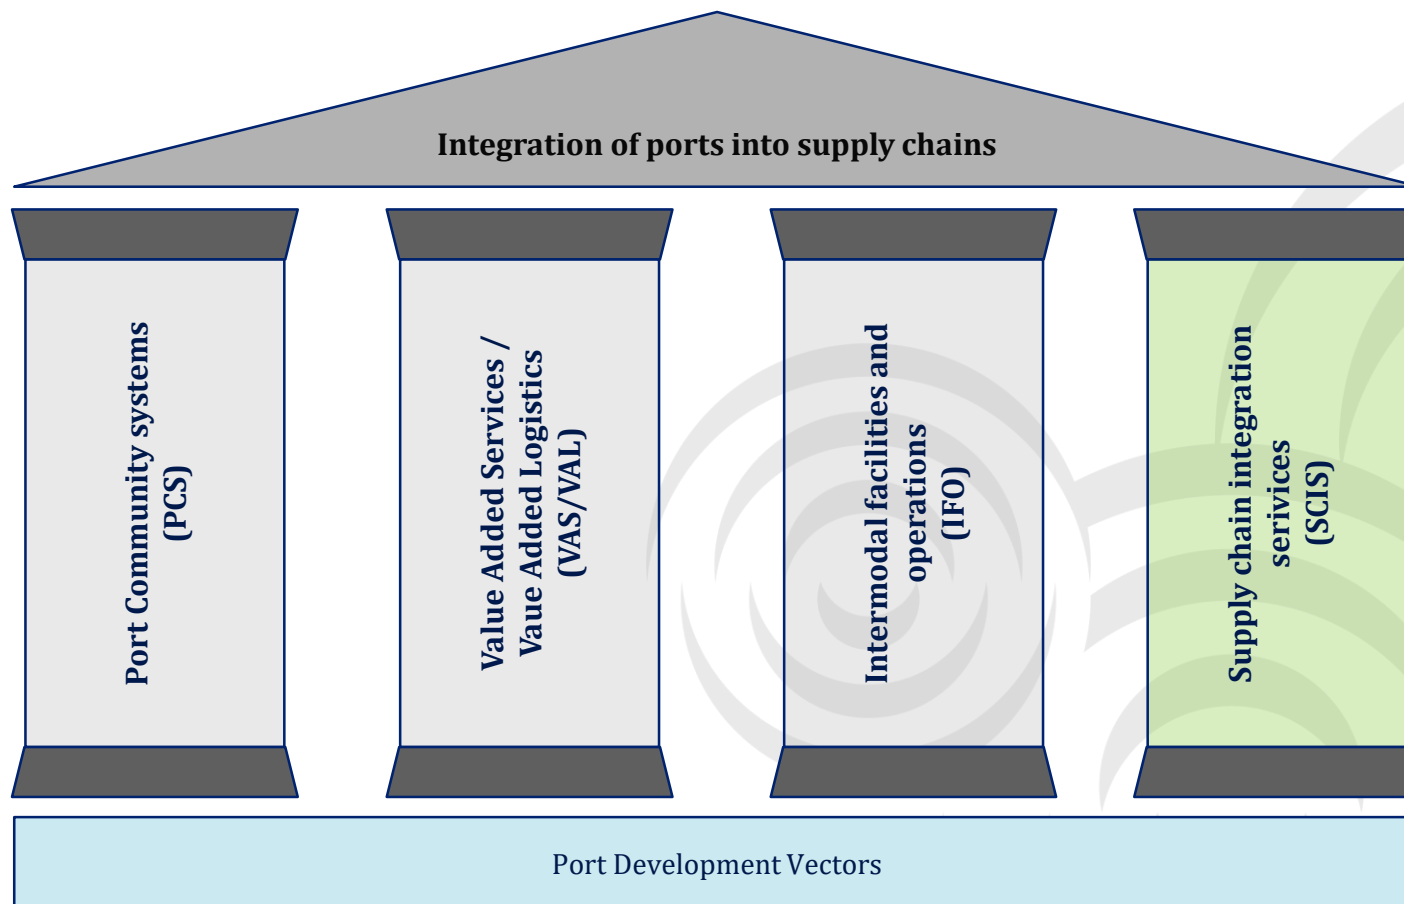 Integration of ports into supply chains
Port Community systems
(PCS)
Value Added Services /
Vaue Added Logistics
(VAS/VAL)
Intermodal facilities and
operations
(IFO)
Supply chain integration
serivices
(SCIS)
Port Development Vectors